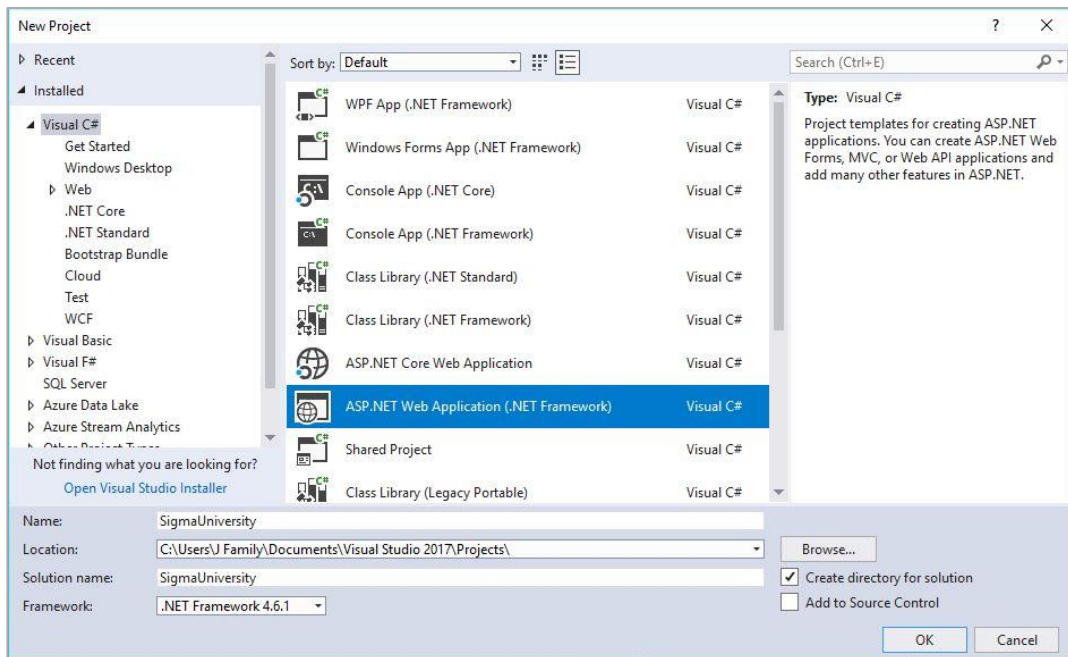 New Project
?
Recent
Installed
Visual C#
Get Started
Windows Desktop
Web
.NET Core
.NET Standard
Bootstrap Bundle
Cloud
Test
WCF
Visual Basic
Visual F#
SQL Server
Azure Data Lake
Azure Stream Analytics
Other Project Types
Not finding what you are looking for?
Open Visual Studio Installer
Sort by: Default
C# WPF App (.NET Framework) Visual C#
C# Windows Forms App (.NET Framework) Visual C#
C:\ Console App (.NET Core) Visual C#
C# C:\ Console App (.NET Framework) Visual C#
C# Class Library (.NET Standard) Visual C#
C# Class Library (.NET Framework) Visual C#
ASP.NET Core Web Application Visual C#
ASP.NET Web Application (.NET Framework) Visual C#
C# Shared Project Visual C#
C# Class Library (Legacy Portable) Visual C#
Search (Ctrl+E)
Type: Visual C#
Project templates for creating ASP.NET
applications. You can create ASP.NET Web
Forms, MVC, or Web API applications and
add many other features in ASP.NET.
Name: SigmaUniversity
Location: C:\Users\J Family\Documents\Visual Studio 2017\Projects\
Browse...
Solution name: SigmaUniversity
Create directory for solution
Framework: .NET Framework 4.6.1
Add to Source Control
OK Cancel